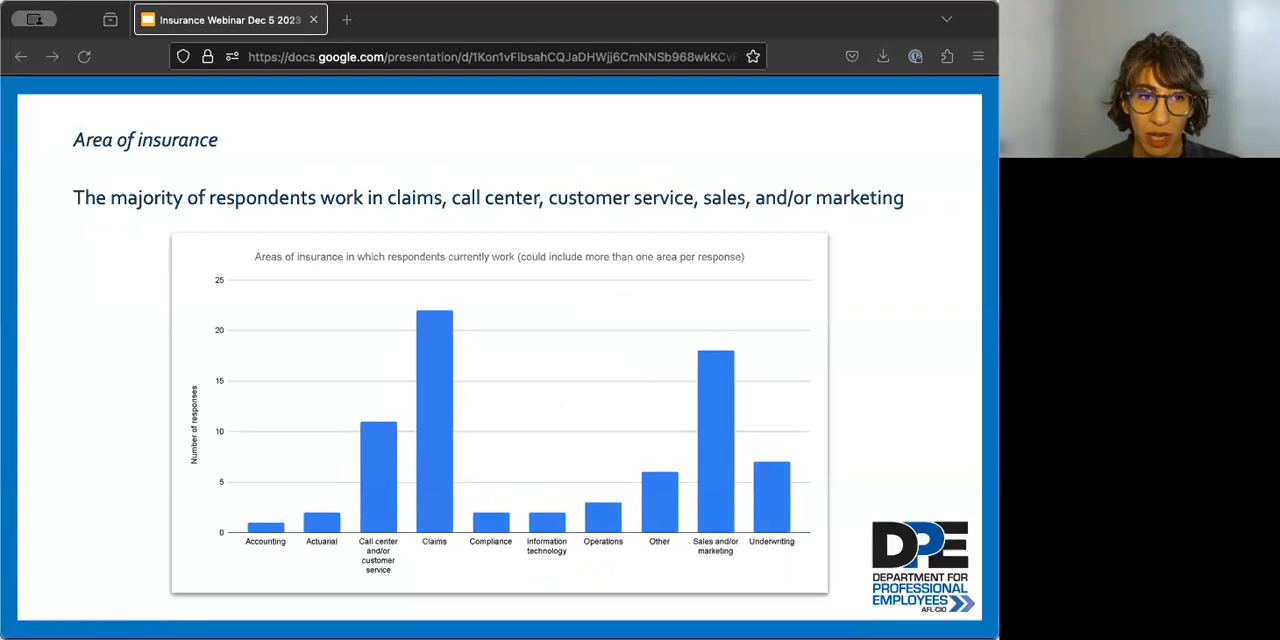 Insurance Webinar Dec 5 2023
https://docs.google.com/presentation/d/1Kon1vFlbsahCQJaDHWjj6CmNNSb968wkKCvF
Area of insurance
The majority of respondents work in claims, call center, customer service, sales, and/or marketing
Areas of insurance in which respondents currently work (could include more than one area per response)
25
20
15
10
5
0
Number of responses
Accounting
Actuarial
Call center
and/or
customer
service
Claims
Compliance
Information
technology
Operations
Other
Sales and/or
marketing
Underwriting
DPE
DEPARTMENT FOR
PROFESSIONAL
EMPLOYEES
AFL-CIO